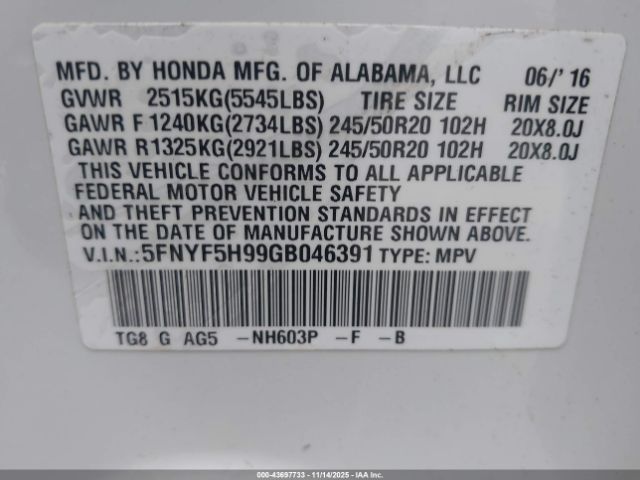 MFD. BY HONDA MFG. OF ALABAMA, LLC 06/'16
GVWR 2515KG(5545LBS) TIRE SIZE RIM SIZE
GAWR F 1240KG(2734LBS) 245/50R20 102H 20X8.0J
GAWR R1325KG(2921LBS) 245/50R20 102H 20X8.0J
THIS VEHICLE CONFORMS TO ALL APPLICABLE
FEDERAL MOTOR VEHICLE SAFETY
AND THEFT PREVENTION STANDARDS IN EFFECT
ON THE DATE OF MANUFACTURE SHOWN ABOVE.
V.I.N.:5FNYF5H99GB046391 TYPE: MPV
TG8 G AG5 -NH603P -F -B
000-43697733 - 11/14/2025 - IAAI.com